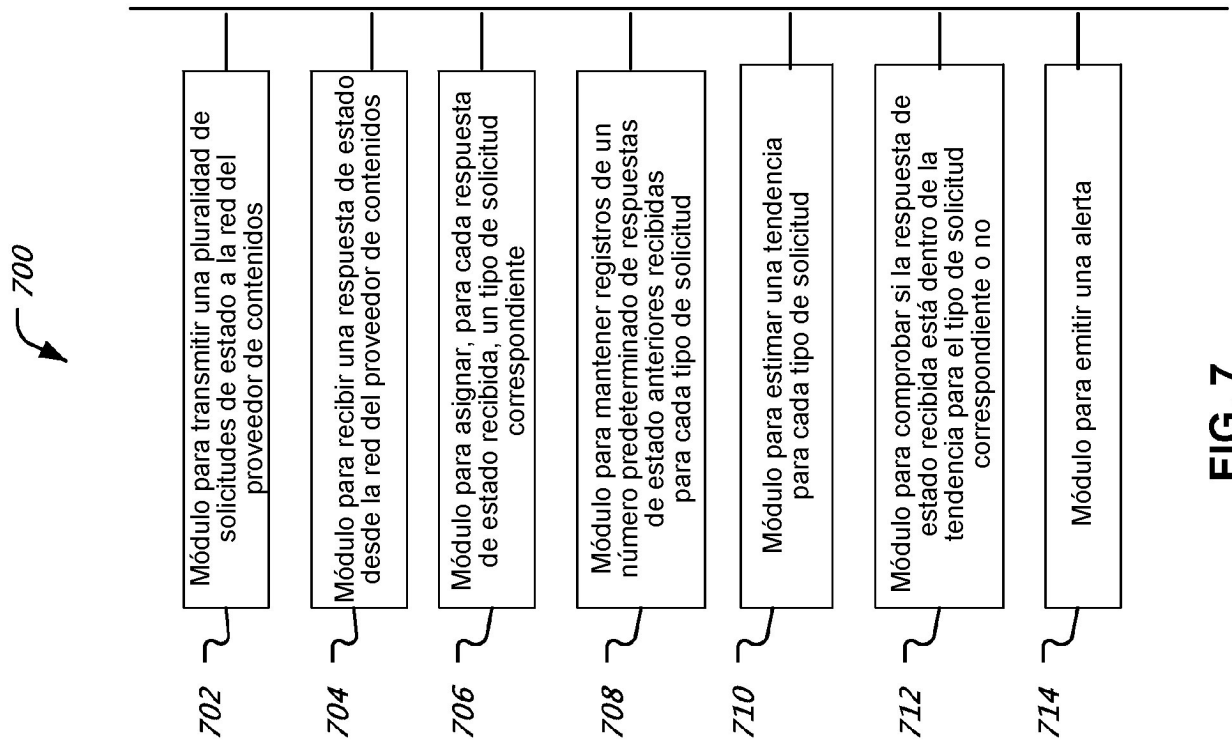 700
702
Módulo para transmitir una pluralidad de
solicitudes de estado a la red del
proveedor de contenidos
704
Módulo para recibir una respuesta de estado
desde la red del proveedor de contenidos
706
Módulo para asignar, para cada respuesta
de estado recibida, un tipo de solicitud
correspondiente
708
Módulo para mantener registros de un
número predeterminado de respuestas
de estado anteriores recibidas
para cada tipo de solicitud
710
Módulo para estimar una tendencia
para cada tipo de solicitud
712
Módulo para comprobar si la respuesta de
estado recibida está dentro de la
tendencia para el tipo de solicitud
correspondiente o no
714
Módulo para emitir una alerta
FIG. 7